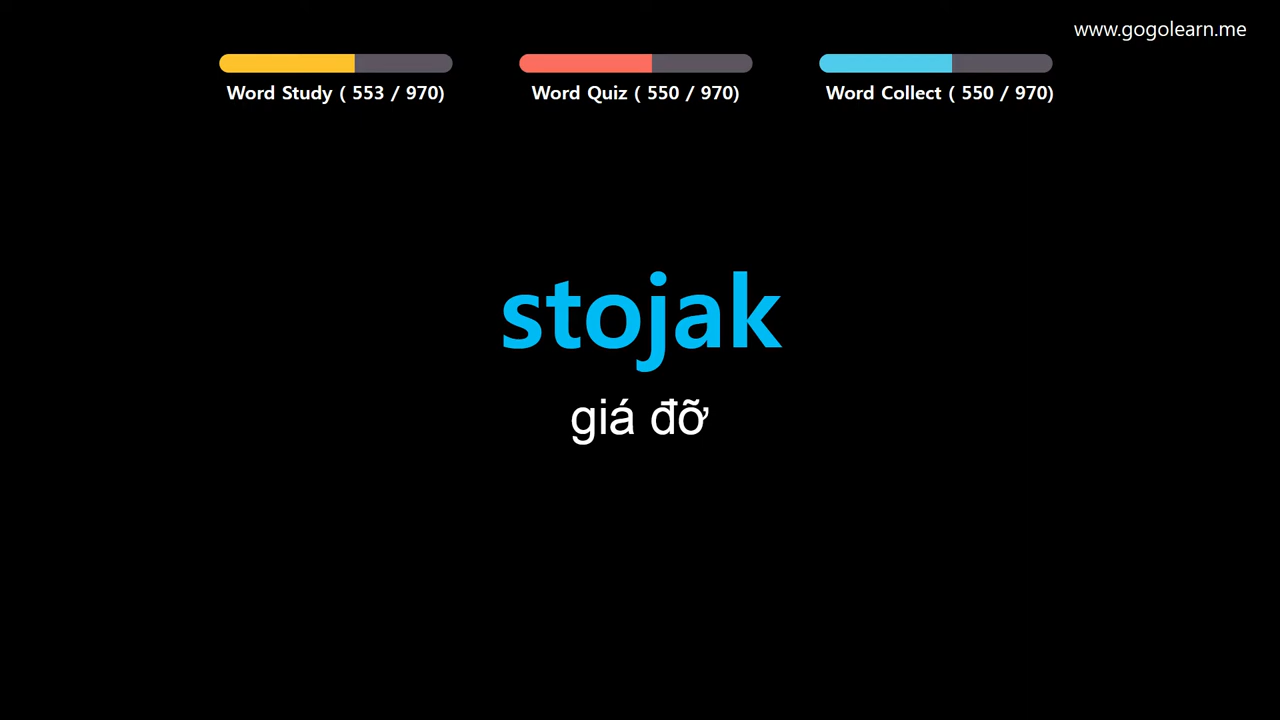 www.gogolearn.me
Word Study ( 553 / 970)
Word Quiz ( 550 / 970)
Word Collect ( 550 / 970)
stojak
giá đỡ